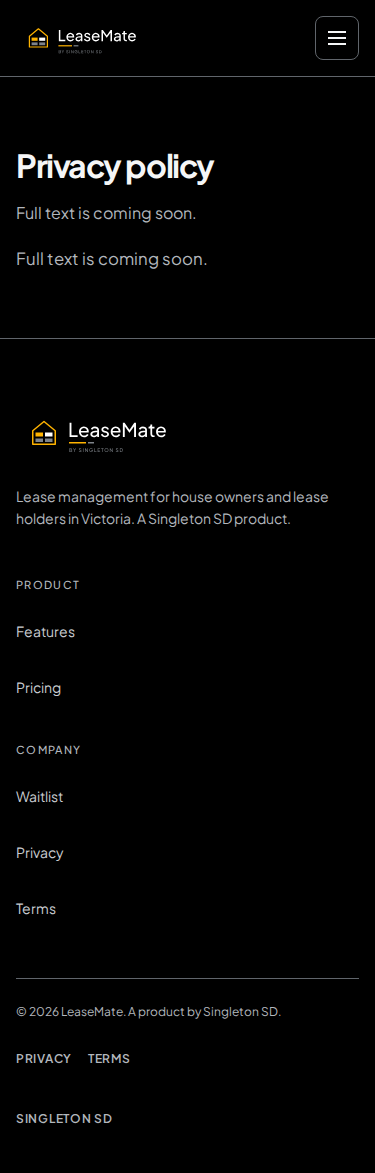 LeaseMate
BY SINGLETON SD
Privacy policy
Full text is coming soon.
Full text is coming soon.
LeaseMate
BY SINGLETON SD
Lease management for house owners and lease
holders in Victoria. A Singleton SD product.
PRODUCT
Features
Pricing
COMPANY
Waitlist
Privacy
Terms
© 2026 LeaseMate. A product by Singleton SD.
PRIVACY TERMS
SINGLETON SD